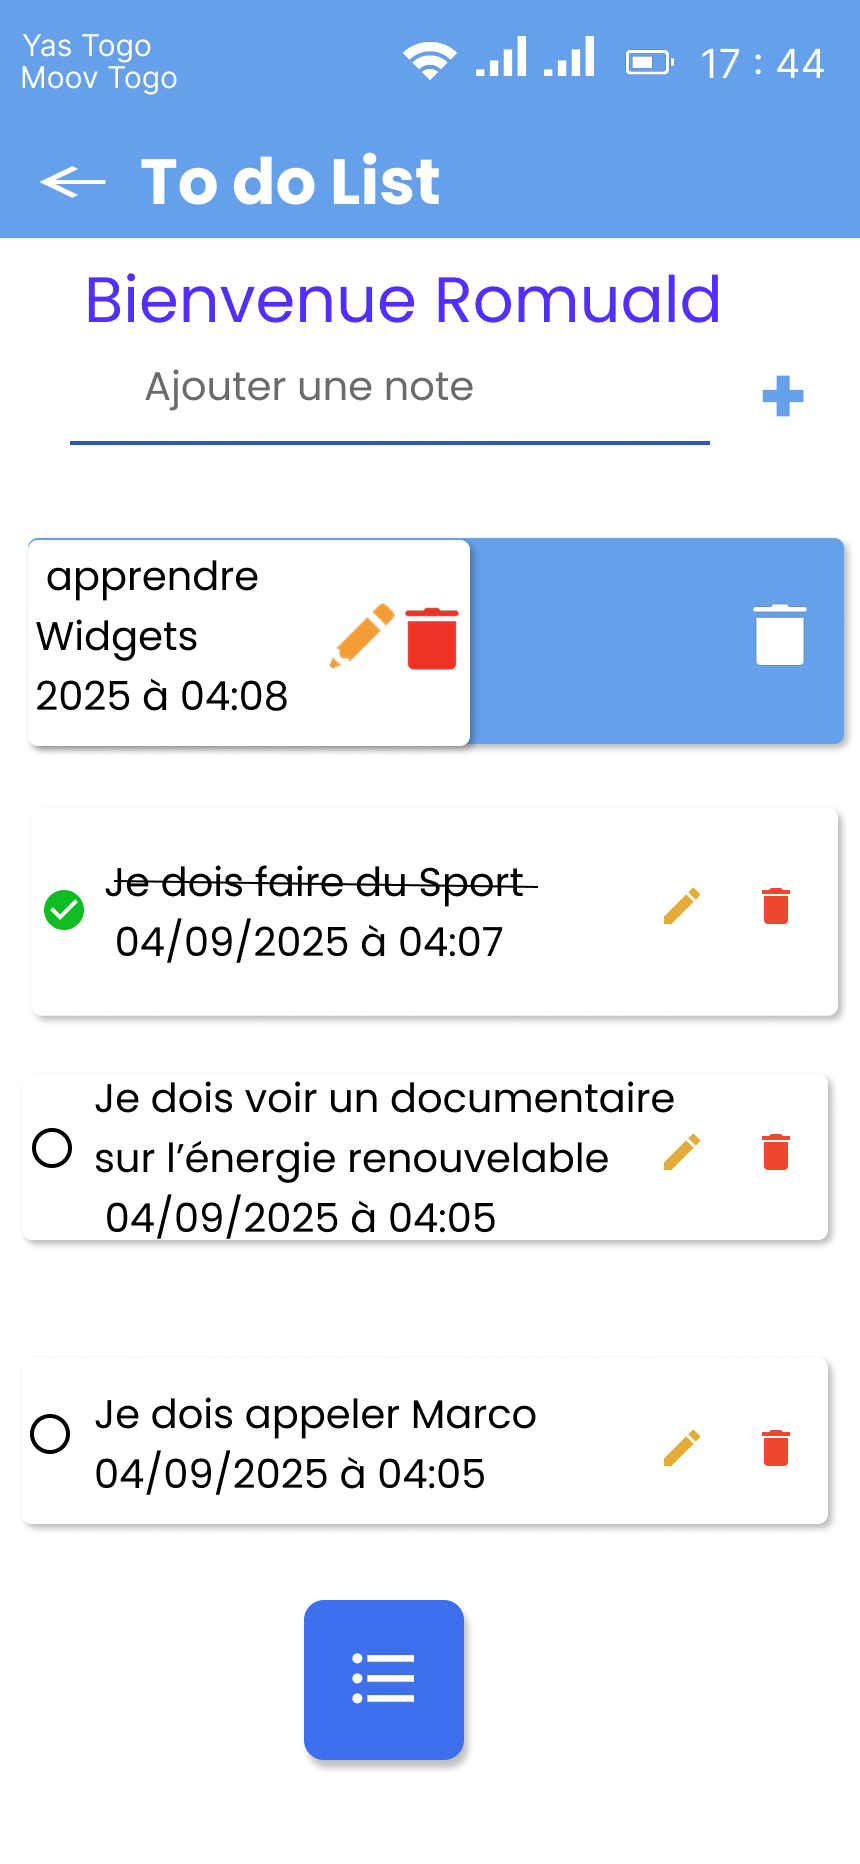 Yas Togo
Moov Togo
17 : 44
To do List
Bienvenue Romuald
Ajouter une note
apprendre
Widgets
2025 à 04:08
Je dois faire du Sport
04/09/2025 à 04:07
Je dois voir un documentaire
sur l’énergie renouvelable
04/09/2025 à 04:05
Je dois appeler Marco
04/09/2025 à 04:05